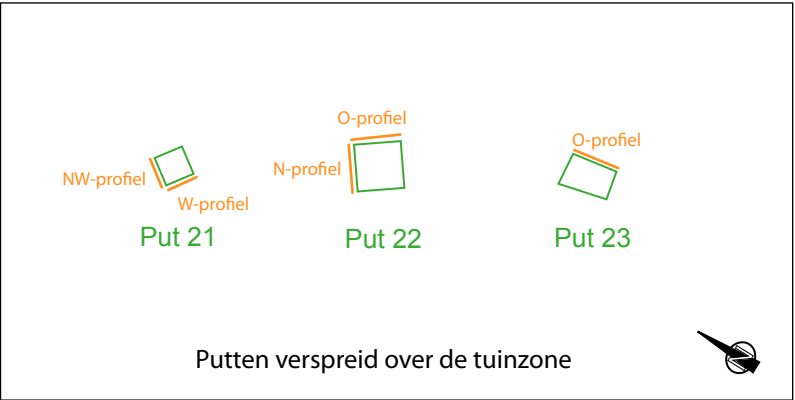 O-profiel
O-profiel
N-profiel
NW-profiel
W-profiel
Put 21
Put 22
Put 23
Putten verspreid over de tuinzone
N